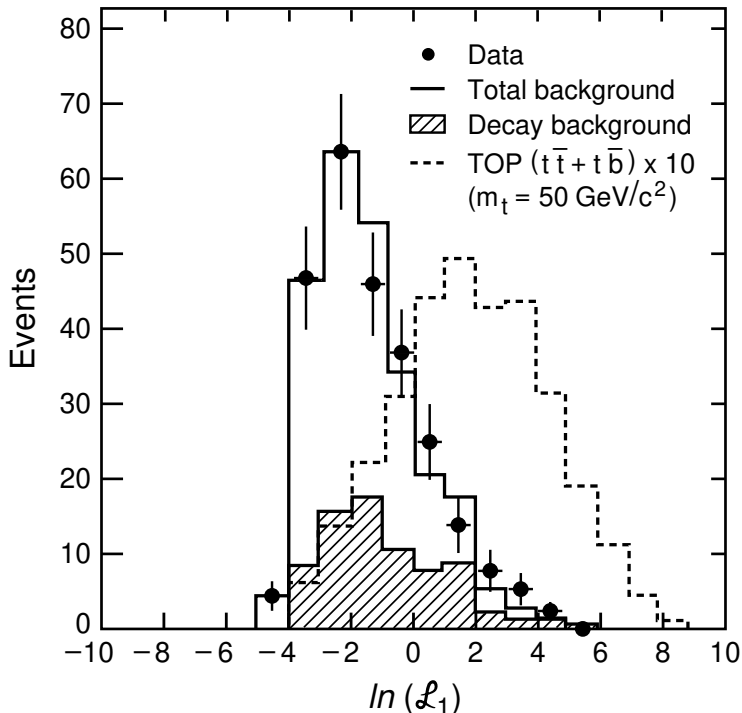 80
70
60
50
40
30
20
10
0
Events
Data
Total background
Decay background
TOP (t t̅ + t b̅) x 10
(mₜ = 50 GeV/c²)
−10 −8 −6 −4 −2 0 2 4 6 8 10
ln (ℒ₁)